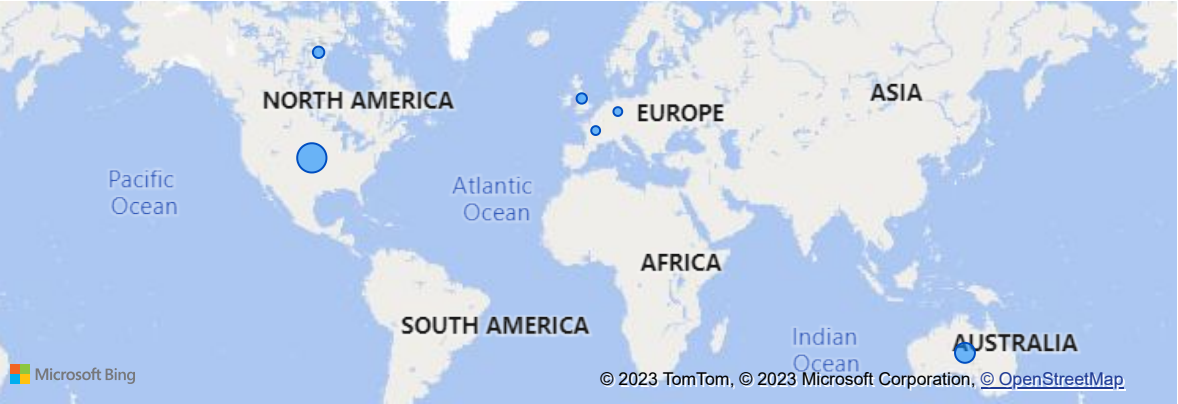 ASIA
NORTH AMERICA
EUROPE
Pacific
Ocean
Atlantic
Ocean
AFRICA
SOUTH AMERICA
Indian
Ocean
AUSTRALIA
Microsoft Bing
© 2023 TomTom, © 2023 Microsoft Corporation, © OpenStreetMap